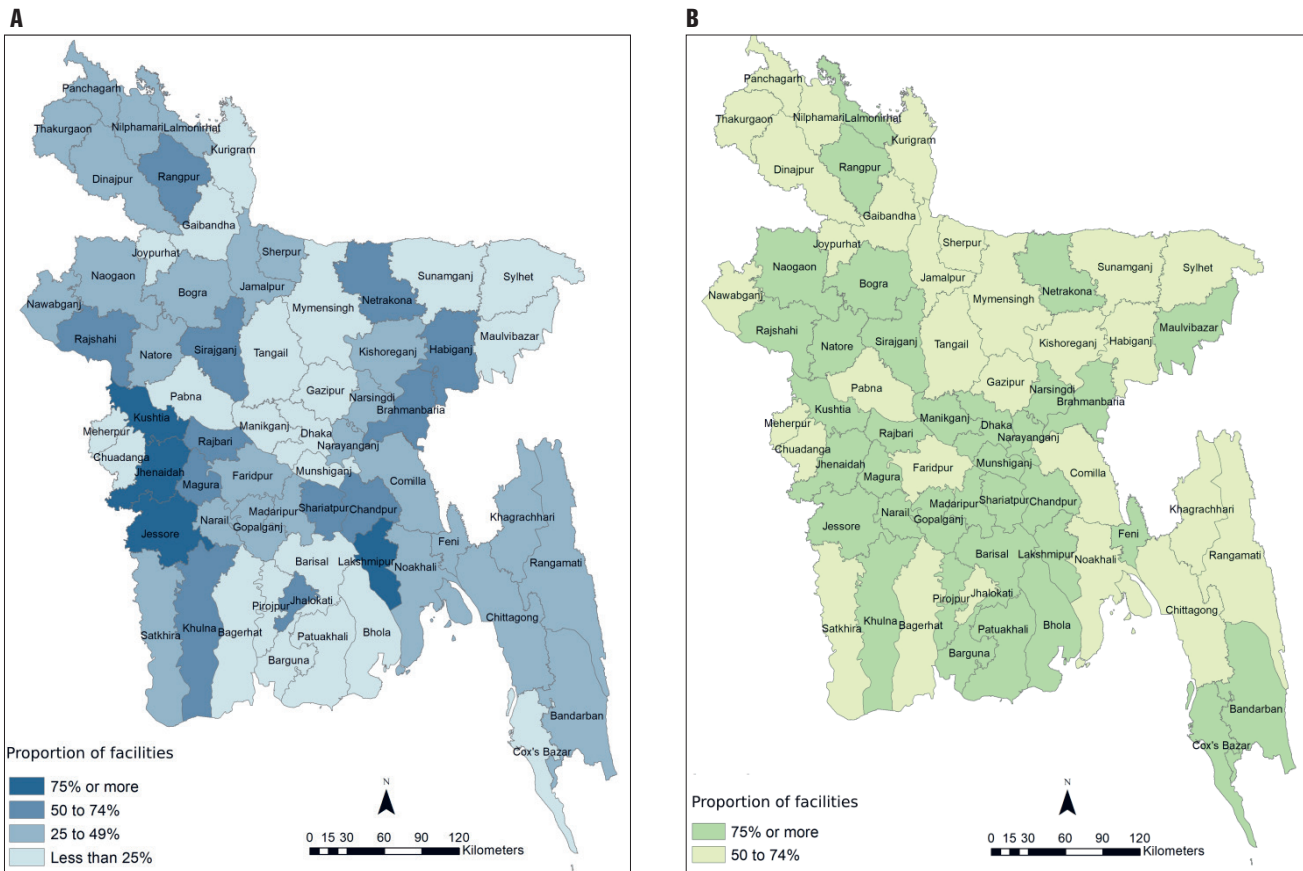 A
Panchagarh
Thakurgaon
Nilphamari
Lalmonirhat
Kurigram
Dinajpur
Rangpur
Gaibandha
Joypurhat
Sherpur
Naogaon
Bogra
Jamalpur
Netrakona
Sunamganj
Sylhet
Nawabganj
Mymensingh
Maulvibazar
Rajshahi
Natore
Sirajganj
Tangail
Kishoreganj
Habiganj
Pabna
Gazipur
Narsingdi
Brahmanbaria
Kushtia
Meherpur
Manikganj
Dhaka
Narayanganj
Chuadanga
Rajbari
Jhenaidah
Munshiganj
Magura
Faridpur
Comilla
Shariatpur
Chandpur
Madaripur
Narail
Gopalganj
Khagrachhari
Jessore
Feni
Barisal
Lakshmipur
Noakhali
Rangamati
Pirojpur
Jhalokati
Chittagong
Satkhira
Khulna
Bagerhat
Patuakhali
Bhola
Barguna
Bandarban
Cox's Bazar
Proportion of facilities
75% or more
50 to 74%
25 to 49%
Less than 25%
N
0 15 30 60 90 120
Kilometers
B
Panchagarh
Thakurgaon
Nilphamari
Lalmonirhat
Kurigram
Dinajpur
Rangpur
Gaibandha
Joypurhat
Sherpur
Naogaon
Bogra
Jamalpur
Netrakona
Sunamganj
Sylhet
Nawabganj
Mymensingh
Maulvibazar
Rajshahi
Natore
Sirajganj
Tangail
Kishoreganj
Habiganj
Pabna
Gazipur
Narsingdi
Brahmanbaria
Kushtia
Meherpur
Manikganj
Dhaka
Narayanganj
Chuadanga
Rajbari
Jhenaidah
Munshiganj
Magura
Faridpur
Comilla
Shariatpur
Chandpur
Madaripur
Narail
Gopalganj
Khagrachhari
Jessore
Feni
Barisal
Lakshmipur
Noakhali
Rangamati
Pirojpur
Jhalokati
Chittagong
Satkhira
Khulna
Bagerhat
Patuakhali
Bhola
Barguna
Bandarban
Cox's Bazar
Proportion of facilities
75% or more
50 to 74%
N
0 15 30 60 90 120
Kilometers